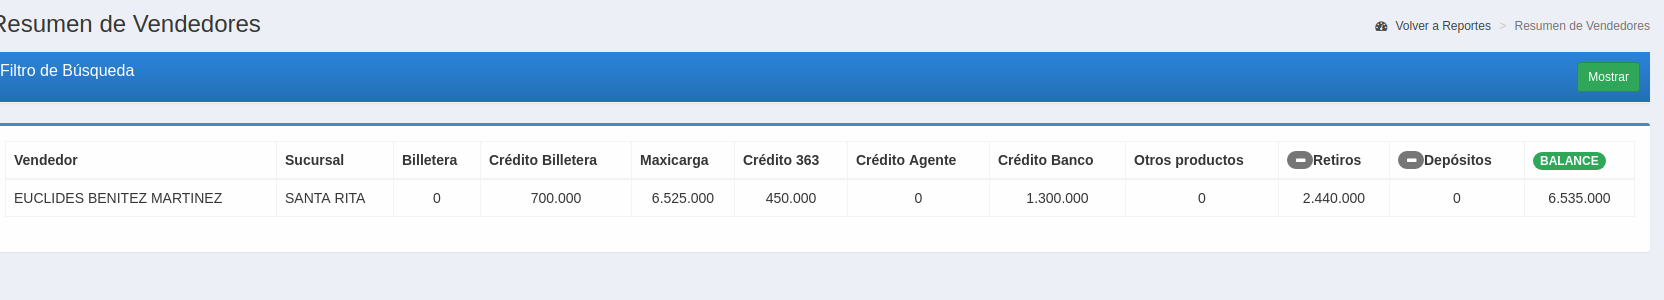 Resumen de Vendedores
Volver a Reportes > Resumen de Vendedores
Filtro de Búsqueda
Mostrar
Vendedor Sucursal Billetera Crédito Billetera Maxicarga Crédito 363 Crédito Agente Crédito Banco Otros productos Retiros Depósitos BALANCE
EUCLIDES BENITEZ MARTINEZ SANTA RITA 0 700.000 6.525.000 450.000 0 1.300.000 0 2.440.000 0 6.535.000